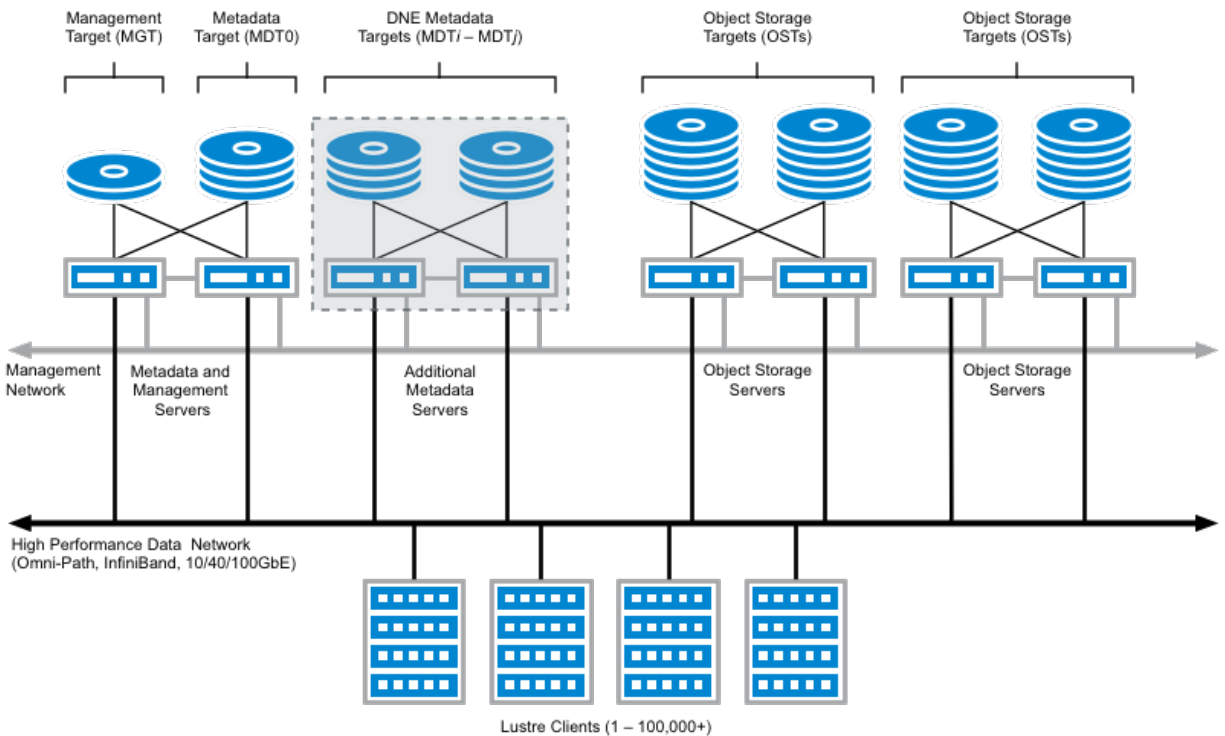 Management
Target (MGT)
Metadata
Target (MDT0)
DNE Metadata
Targets (MDTi – MDTj)
Object Storage
Targets (OSTs)
Object Storage
Targets (OSTs)
Management
Network
Metadata and
Management
Servers
Additional
Metadata
Servers
Object Storage
Servers
Object Storage
Servers
High Performance Data Network
(Omni-Path, InfiniBand, 10/40/100GbE)
Lustre Clients (1 – 100,000+)